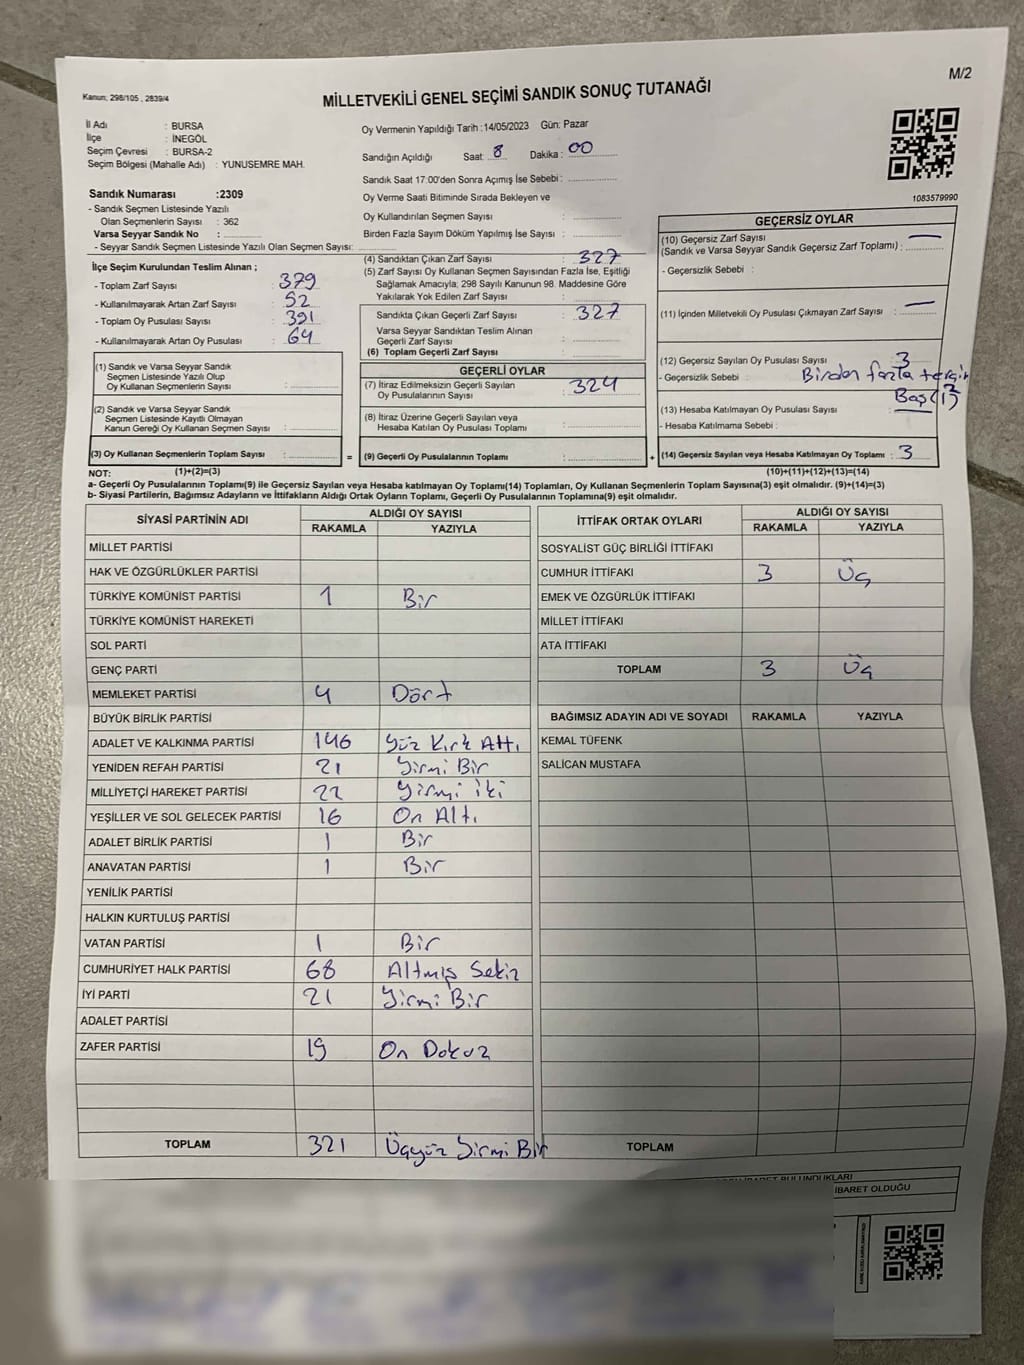 M/2
Kanun, 298/105 , 2839/4
MİLLETVEKİLİ GENEL SEÇİMİ SANDIK SONUÇ TUTANAĞI
İl Adı : BURSA
İlçe : İNEGÖL
Seçim Çevresi : BURSA-2
Seçim Bölgesi (Mahalle Adı) : YUNUSEMRE MAH.
Oy Vermenin Yapıldığı Tarih :14/05/2023 Gün: Pazar
Sandığın Açıldığı Saat: 8 Dakika : 00
Sandık Saat 17:00'den Sonra Açımış İse Sebebi :
Oy Verme Saati Bitiminde Sırada Bekleyen ve
Oy Kullandırılan Seçmen Sayısı :
Birden Fazla Sayım Döküm Yapılmış İse Sayısı :
Sandık Numarası :2309
- Sandık Seçmen Listesinde Yazılı
Olan Seçmenlerin Sayısı : 362
Varsa Seyyar Sandık No :
- Seyyar Sandık Seçmen Listesinde Yazılı Olan Seçmen Sayısı:
1083579990
İlçe Seçim Kurulundan Teslim Alınan ;
- Toplam Zarf Sayısı : 379
- Kullanılmayarak Artan Zarf Sayısı : 52
- Toplam Oy Pusulası Sayısı : 391
- Kullanılmayarak Artan Oy Pusulası : 64
(4) Sandıktan Çıkan Zarf Sayısı : 327
(5) Zarf Sayısı Oy Kullanan Seçmen Sayısından Fazla İse, Eşitliği
Sağlamak Amacıyla; 298 Sayılı Kanunun 98. Maddesine Göre
Yakılarak Yok Edilen Zarf Sayısı :
Sandıkta Çıkan Geçerli Zarf Sayısı : 327
Varsa Seyyar Sandıktan Teslim Alınan
Geçerli Zarf Sayısı :
(6) Toplam Geçerli Zarf Sayısı :
GEÇERSİZ OYLAR
(10) Geçersiz Zarf Sayısı
(Sandık ve Varsa Seyyar Sandık Geçersiz Zarf Toplamı) : —
- Geçersizlik Sebebi :
(11) İçinden Milletvekili Oy Pusulası Çıkmayan Zarf Sayısı : —
(12) Geçersiz Sayılan Oy Pusulası Sayısı : 3
- Geçersizlik Sebebi : Birden fazla tercih
(13) Hesaba Katılmayan Oy Pusulası Sayısı :
- Hesaba Katılmama Sebebi :
(14) Geçersiz Sayılan veya Hesaba Katılmayan Oy Toplamı : 3
(1) Sandık ve Varsa Seyyar Sandık
Seçmen Listesinde Yazılı Olup
Oy Kullanan Seçmenlerin Sayısı :
(2) Sandık ve Varsa Seyyar Sandık
Seçmen Listesinde Kayıtlı Olmayan
Kanun Gereği Oy Kullanan Seçmen Sayısı :
(3) Oy Kullanan Seçmenlerin Toplam Sayısı :
=
GEÇERLİ OYLAR
(7) İtiraz Edilmeksizin Geçerli Sayılan
Oy Pusulalarının Sayısı : 324
(8) İtiraz Üzerine Geçerli Sayılan veya
Hesaba Katılan Oy Pusulası Toplamı :
(9) Geçerli Oy Pusulalarının Toplamı :
+
NOT: (1)+(2)=(3) (10)+(11)+(12)+(13)=(14)
a- Geçerli Oy Pusulalarının Toplamı(9) ile Geçersiz Sayılan veya Hesaba katılmayan Oy Toplamı(14) Toplamları, Oy Kullanan Seçmenlerin Toplam Sayısına(3) eşit olmalıdır. (9)+(14)=(3)
b- Siyasi Partilerin, Bağımsız Adayların ve İttifakların Aldığı Ortak Oyların Toplamı, Geçerli Oy Pusulalarının Toplamına(9) eşit olmalıdır.
SİYASİ PARTİNİN ADI ALDIĞI OY SAYISI
RAKAMLA YAZIYLA
MİLLET PARTİSİ
HAK VE ÖZGÜRLÜKLER PARTİSİ
TÜRKİYE KOMÜNİST PARTİSİ 1 Bir
TÜRKİYE KOMÜNİST HAREKETİ
SOL PARTİ
GENÇ PARTİ
MEMLEKET PARTİSİ 4 Dört
BÜYÜK BİRLİK PARTİSİ
ADALET VE KALKINMA PARTİSİ 146 Yüz Kırk Altı
YENİDEN REFAH PARTİSİ 21 Yirmi Bir
MİLLİYETÇİ HAREKET PARTİSİ 22 Yirmi İki
YEŞİLLER VE SOL GELECEK PARTİSİ 16 On Altı
ADALET BİRLİK PARTİSİ 1 Bir
ANAVATAN PARTİSİ 1 Bir
YENİLİK PARTİSİ
HALKIN KURTULUŞ PARTİSİ
VATAN PARTİSİ 1 Bir
CUMHURİYET HALK PARTİSİ 68 Altmış Sekiz
İYİ PARTİ 21 Yirmi Bir
ADALET PARTİSİ
ZAFER PARTİSİ 19 On Dokuz
TOPLAM 321 Üçyüz Yirmi Bir
İTTİFAK ORTAK OYLARI ALDIĞI OY SAYISI
RAKAMLA YAZIYLA
SOSYALİST GÜÇ BİRLİĞİ İTTİFAKI
CUMHUR İTTİFAKI 3 Üç
EMEK VE ÖZGÜRLÜK İTTİFAKI
MİLLET İTTİFAKI
ATA İTTİFAKI
TOPLAM 3 Üç
BAĞIMSIZ ADAYIN ADI VE SOYADI RAKAMLA YAZIYLA
KEMAL TÜFENK
SALİCAN MUSTAFA
TOPLAM
İBARET OLDUĞU